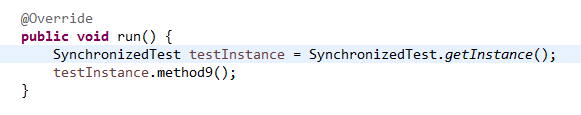 @Override
public void run() {
    SynchronizedTest testInstance = SynchronizedTest.getInstance();
    testInstance.method9();
}